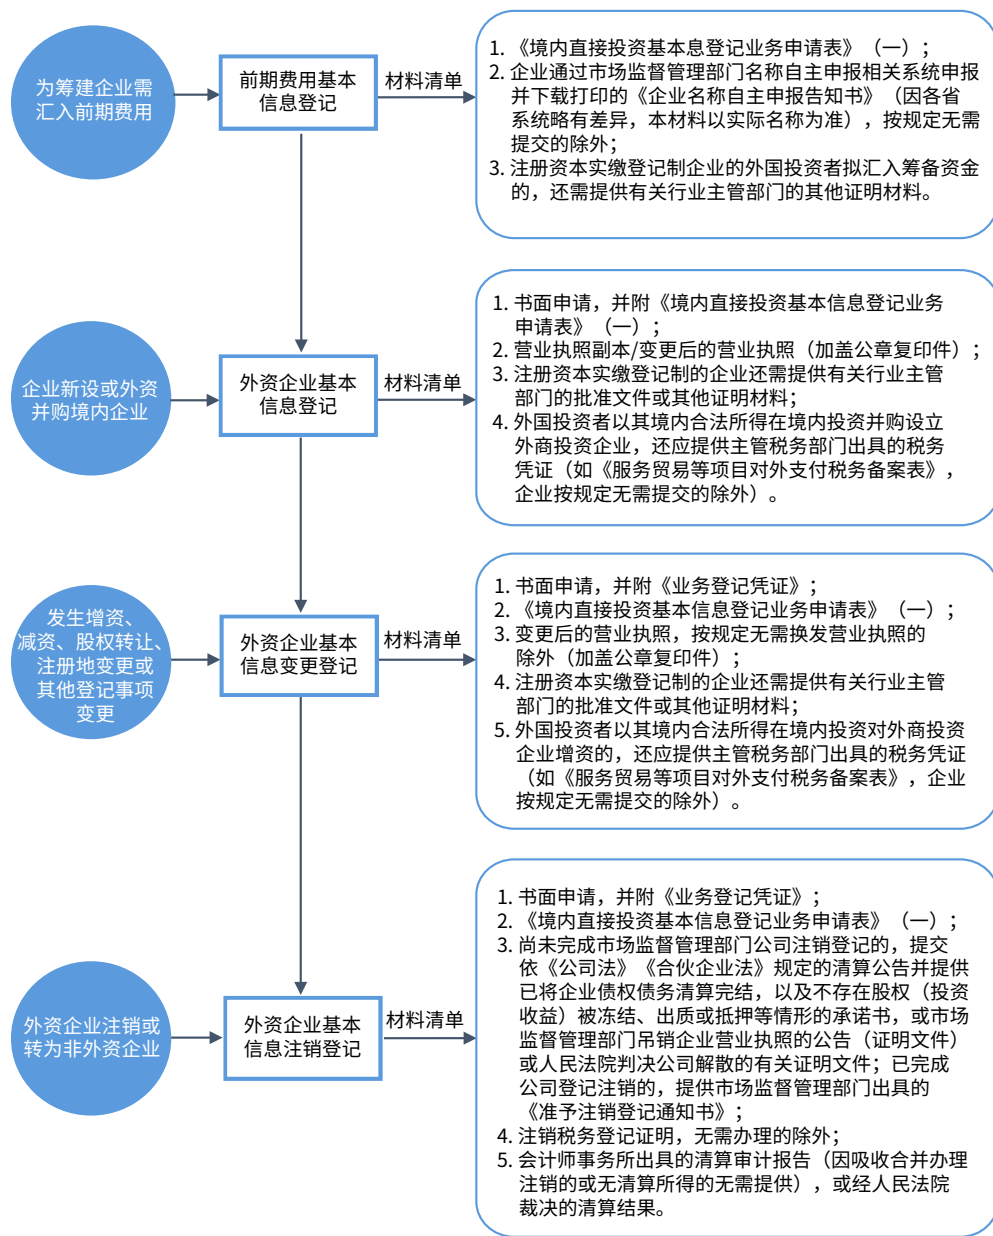 为筹建企业需
汇入前期费用
前期费用基本
信息登记
材料清单
1. 《境内直接投资基本息登记业务申请表》（一）；
2. 企业通过市场监督管理部门名称自主申报相关系统申报
并下载打印的《企业名称自主申报告知书》（因各省
系统略有差异，本材料以实际名称为准），按规定无需
提交的除外；
3. 注册资本实缴登记制企业的外国投资者拟汇入筹备资金
的，还需提供有关行业主管部门的其他证明材料。
企业新设或外资
并购境内企业
外资企业基本
信息登记
材料清单
1. 书面申请，并附《境内直接投资基本信息登记业务
申请表》（一）；
2. 营业执照副本/变更后的营业执照（加盖公章复印件）；
3. 注册资本实缴登记制的企业还需提供有关行业主管
部门的批准文件或其他证明材料；
4. 外国投资者以其境内合法所得在境内投资并购设立
外商投资企业，还应提供主管税务部门出具的税务
凭证（如《服务贸易等项目对外支付税务备案表》，
企业按规定无需提交的除外）。
发生增资、
减资、股权转让、
注册地变更或
其他登记事项
变更
外资企业基本
信息变更登记
材料清单
1. 书面申请，并附《业务登记凭证》；
2. 《境内直接投资基本信息登记业务申请表》（一）；
3. 变更后的营业执照，按规定无需换发营业执照的
除外（加盖公章复印件）；
4. 注册资本实缴登记制的企业还需提供有关行业主管
部门的批准文件或其他证明材料；
5. 外国投资者以其境内合法所得在境内投资对外商投资
企业增资的，还应提供主管税务部门出具的税务凭证
（如《服务贸易等项目对外支付税务备案表》，企业
按规定无需提交的除外）。
外资企业注销或
转为非外资企业
外资企业基本
信息注销登记
材料清单
1. 书面申请，并附《业务登记凭证》；
2. 《境内直接投资基本信息登记业务申请表》（一）；
3. 尚未完成市场监督管理部门公司注销登记的，提交
依《公司法》《合伙企业法》规定的清算公告并提供
已将企业债权债务清算完结，以及不存在股权（投资
收益）被冻结、出质或抵押等情形的承诺书，或市场
监督管理部门吊销企业营业执照的公告（证明文件）
或人民法院判决公司解散的有关证明文件；已完成
公司登记注销的，提供市场监督管理部门出具的
《准予注销登记通知书》；
4. 注销税务登记证明，无需办理的除外；
5. 会计师事务所出具的清算审计报告（因吸收合并办理
注销的或无清算所得的无需提供），或经人民法院
裁决的清算结果。